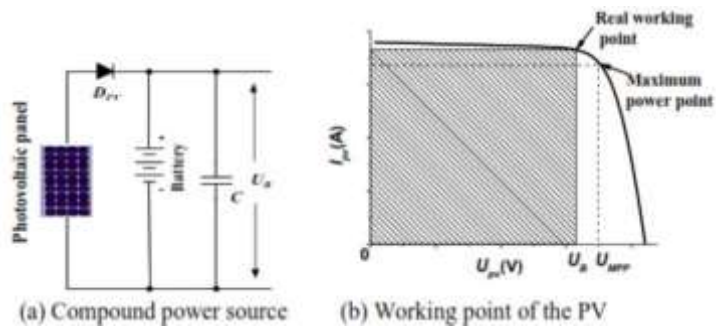 Photovoltaic panel
D_PV
Battery
C
U_B
(a) Compound power source
Real working
point
Maximum
power point
I_pv(A)
0
U_pv(V)
U_B
U_MPP
(b) Working point of the PV